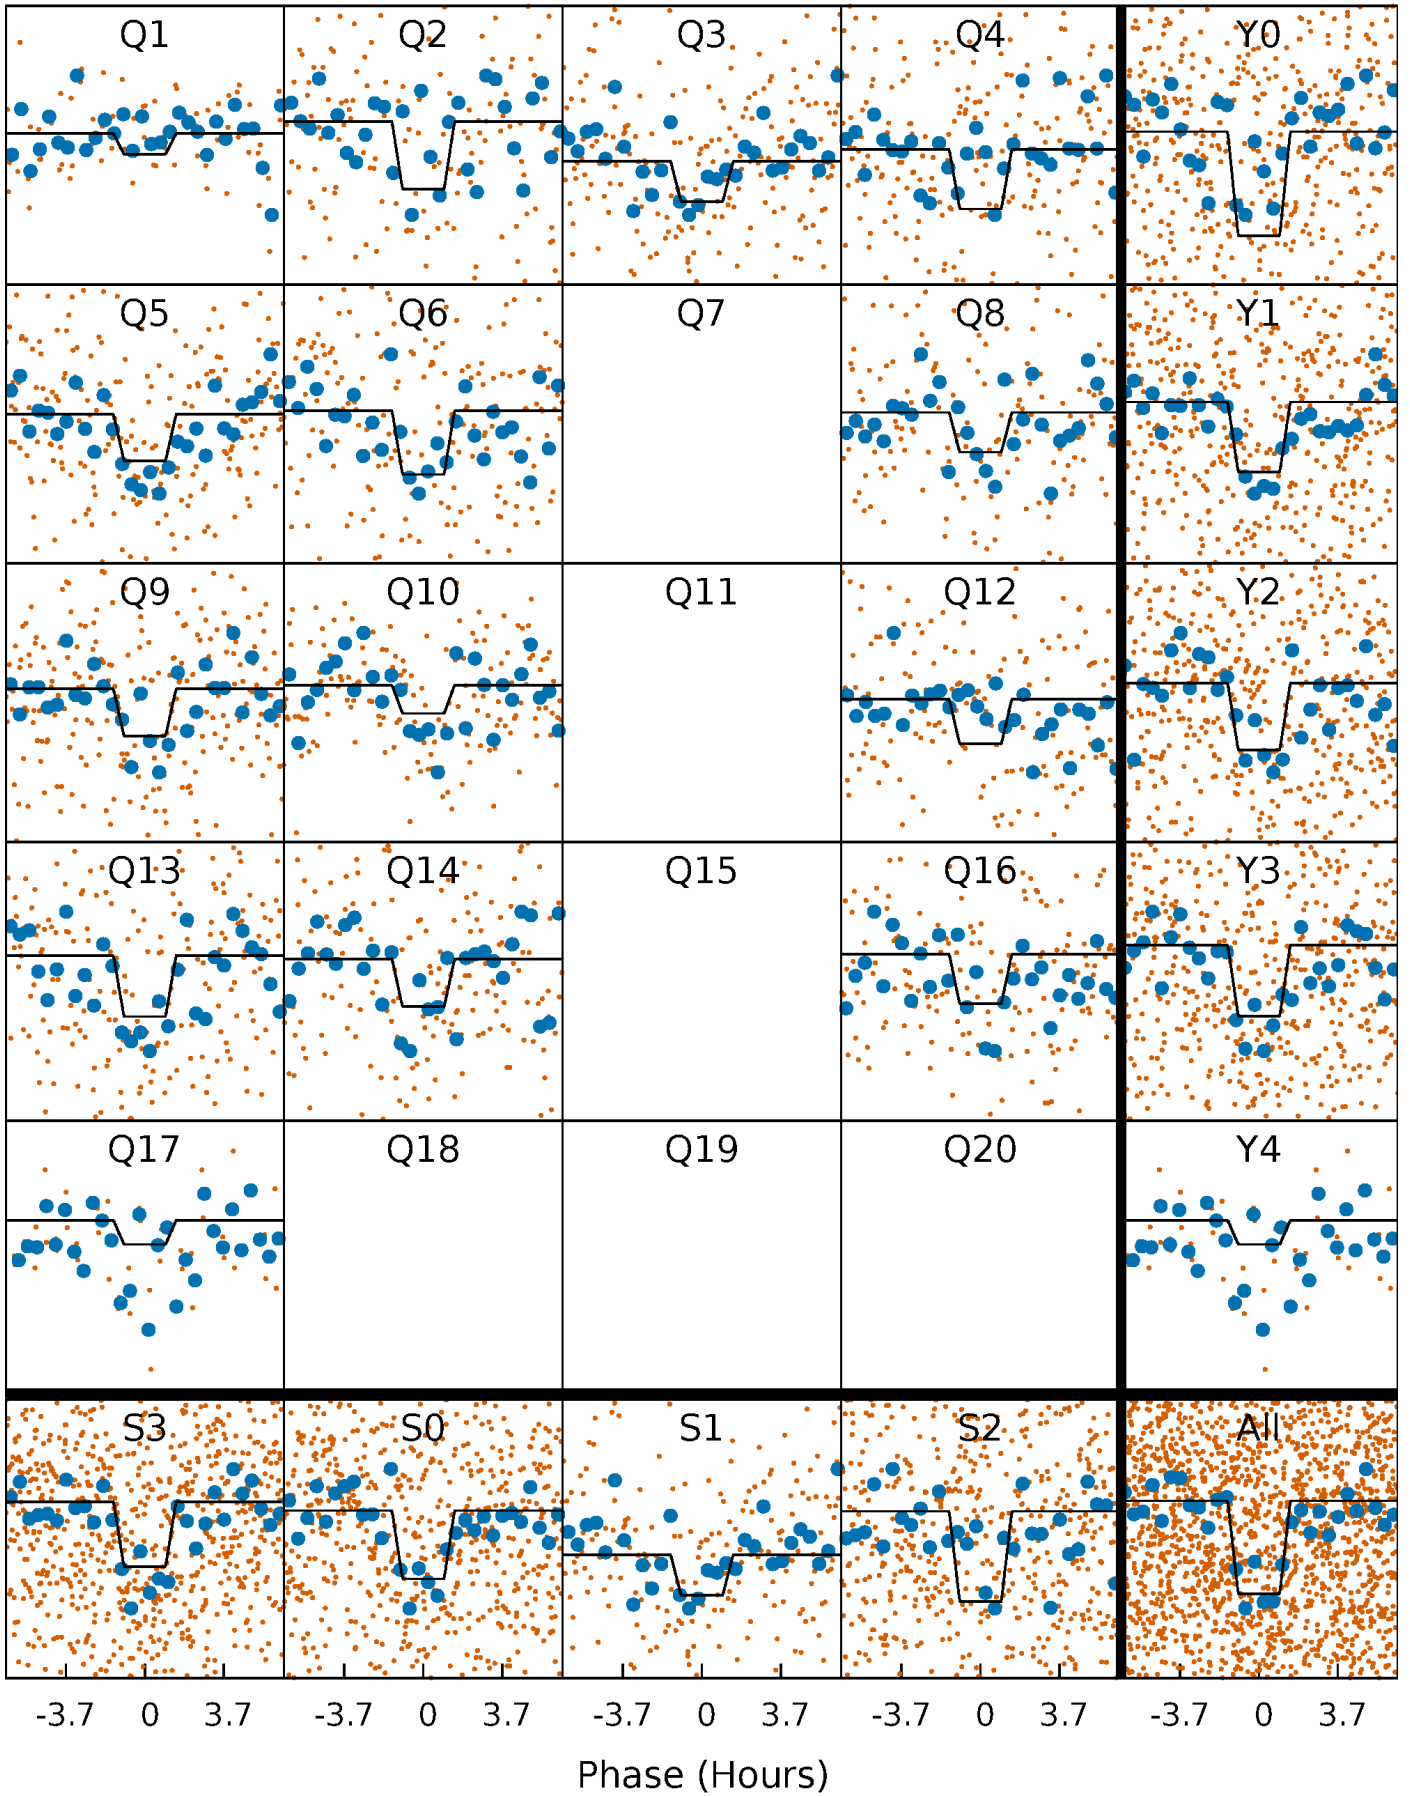 Q1 Q2 Q3 Q4 Y0
Q5 Q6 Q7 Q8 Y1
Q9 Q10 Q11 Q12 Y2
Q13 Q14 Q15 Q16 Y3
Q17 Q18 Q19 Q20 Y4
S3 S0 S1 S2 All
-3.7 0 3.7 -3.7 0 3.7 -3.7 0 3.7 -3.7 0 3.7 -3.7 0 3.7
Phase (Hours)